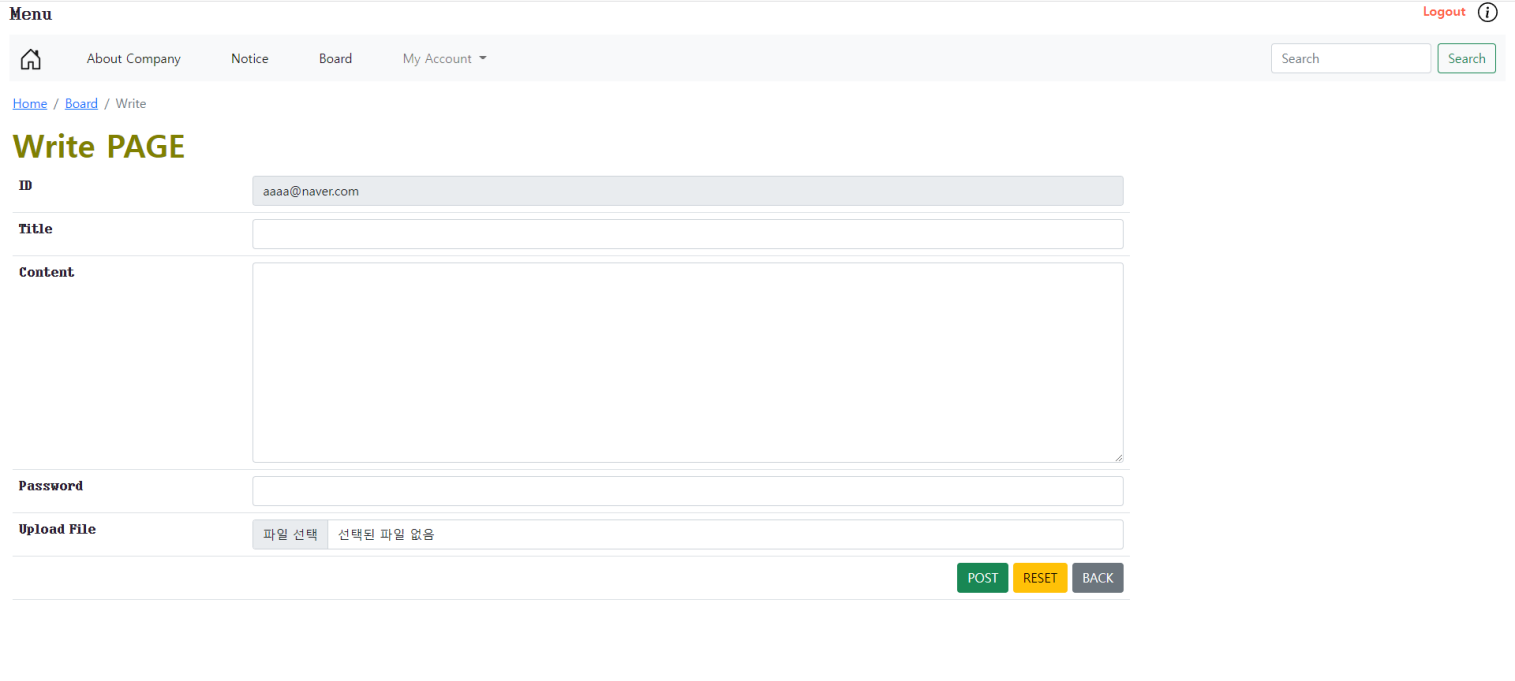 Menu
Logout
About Company Notice Board My Account Search Search
Home / Board / Write
Write PAGE
ID aaaa@naver.com
Title
Content
Password
Upload File 파일 선택 선택된 파일 없음
POST RESET BACK